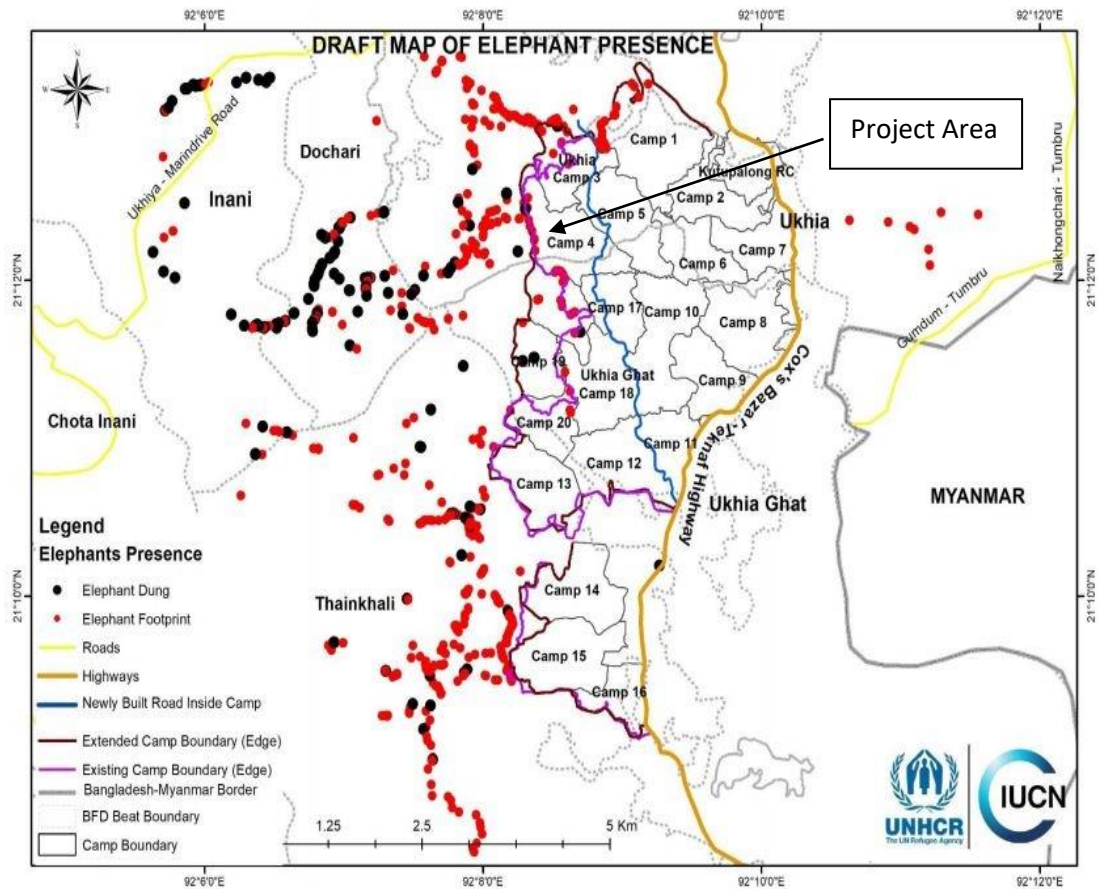 92°6'0"E
92°8'0"E
92°10'0"E
92°12'0"E
DRAFT MAP OF ELEPHANT PRESENCE
N
W
E
S
Ukhiya - Marindrive Road
Dochari
Inani
Chota Inani
Thainkhali
Project Area
Camp 1
Ukhia
Camp 3
Kutupalong RC
Camp 2
Camp 5
Ukhia
Camp 4
Camp 7
Camp 6
Camp 17
Camp 10
Camp 8
Camp 19
Ukhia Ghat
Camp 18
Camp 9
Camp 20
Camp 11
Camp 12
Camp 13
Ukhia Ghat
Camp 14
Camp 15
Camp 16
Cox's Bazar-Teknaf Highway
Gumdum - Tumbru
Naikhongchari - Tumbru
MYANMAR
21°12'0"N
21°12'0"N
21°10'0"N
21°10'0"N
Legend
Elephants Presence
Elephant Dung
Elephant Footprint
Roads
Highways
Newly Built Road Inside Camp
Extended Camp Boundary (Edge)
Existing Camp Boundary (Edge)
Bangladesh-Myanmar Border
BFD Beat Boundary
Camp Boundary
1.25
2.5
5 Km
UNHCR
The UN Refugee Agency
IUCN
92°6'0"E
92°8'0"E
92°10'0"E
92°12'0"E